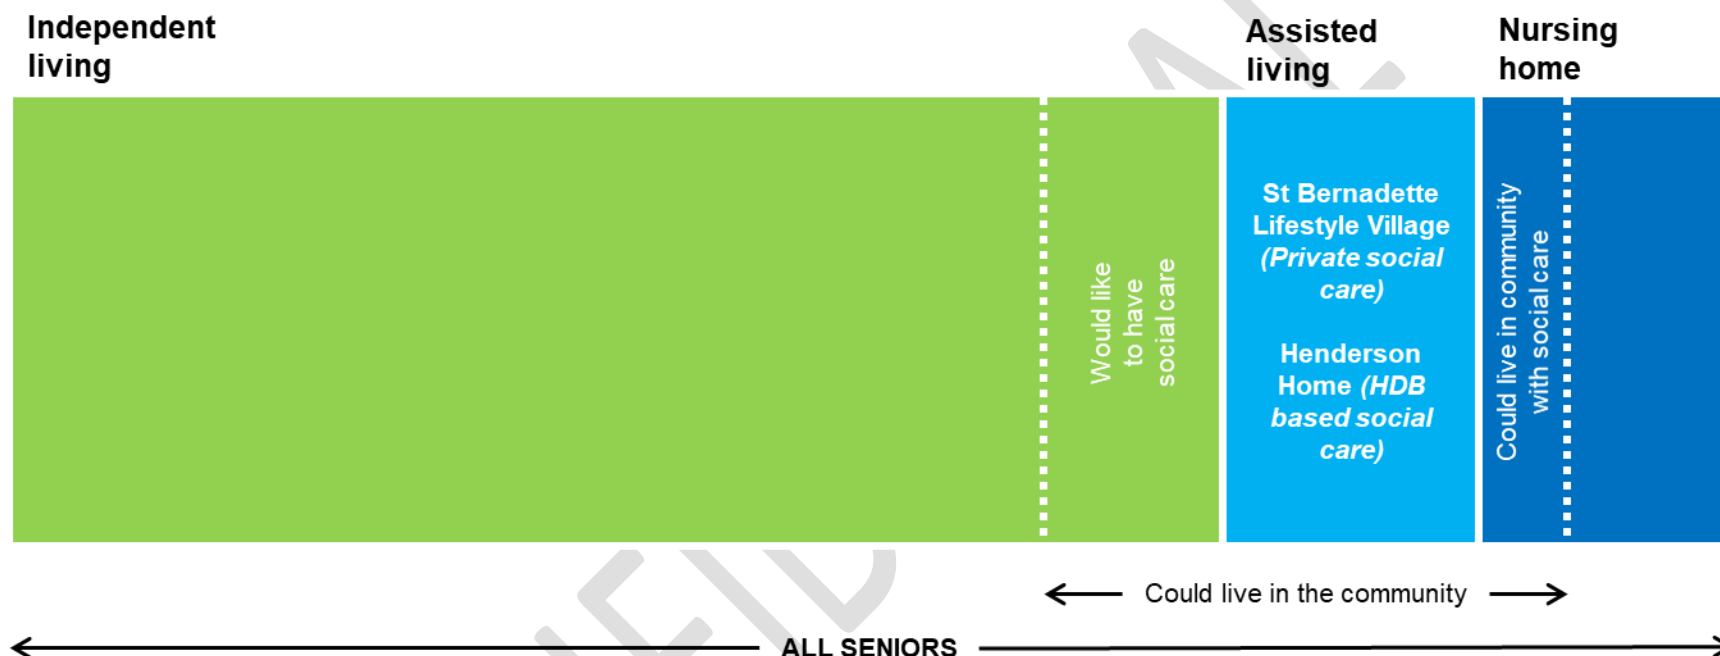 Independent
living
Assisted
living
Nursing
home
Would like
to have
social care
St Bernadette
Lifestyle Village
(Private social
care)
Henderson
Home (HDB
based social
care)
Could live in community
with social care
Could live in the community
ALL SENIORS